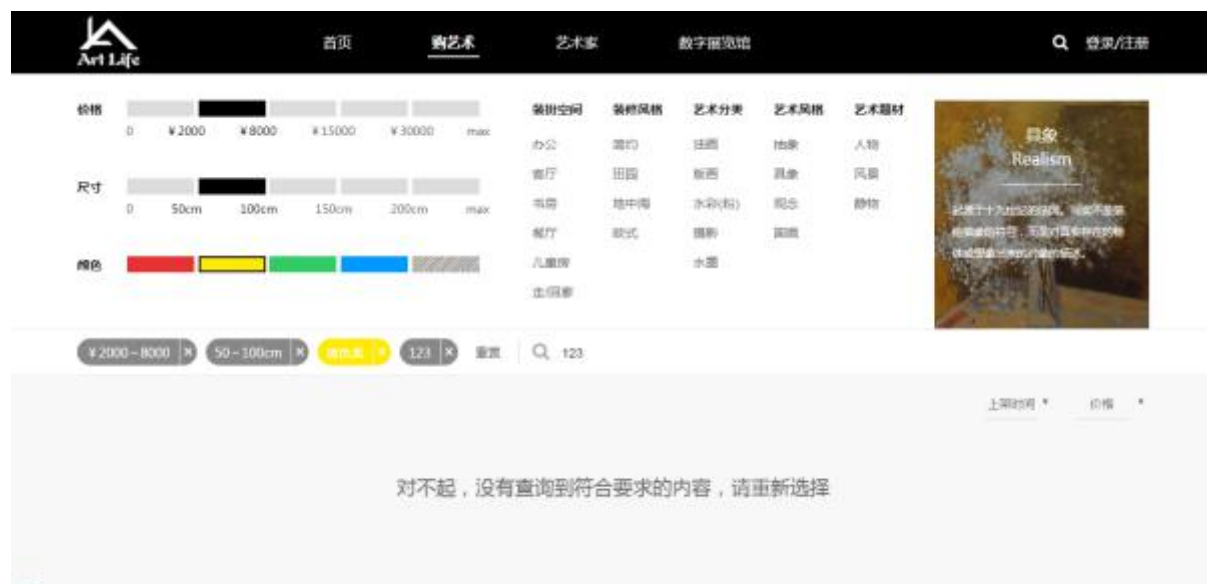 Art Life
首页 购艺术 艺术家 数字展览馆 登录/注册
价格
0 ¥2000 ¥8000 ¥15000 ¥30000 max
尺寸
0 50cm 100cm 150cm 200cm max
颜色
装挂空间 装修风格 艺术分类 艺术风格 艺术题材
办公 简约 油画 抽象 人物
客厅 田园 版画 具象 风景
书房 地中海 水彩(粉) 观念 静物
餐厅 欧式 摄影 国画
儿童房 水墨
走/回廊
具象
Realism
¥2000~8000 × 50~100cm × × 123 × 重置 123
上架时间 价格
对不起，没有查询到符合要求的内容，请重新选择